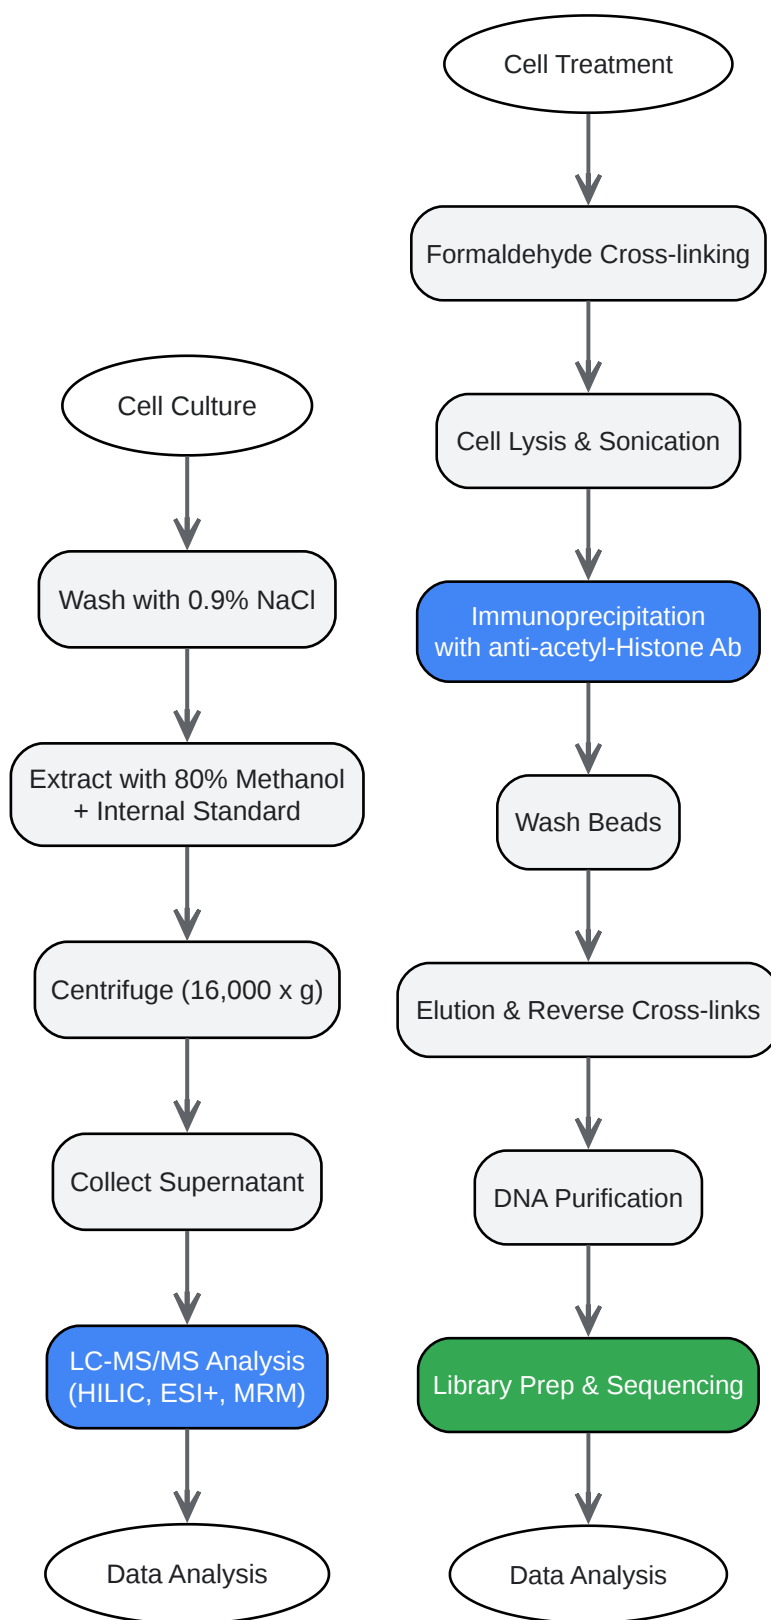 Cell Culture
Wash with 0.9% NaCl
Extract with 80% Methanol
+ Internal Standard
Centrifuge (16,000 x g)
Collect Supernatant
LC-MS/MS Analysis
(HILIC, ESI+, MRM)
Data Analysis
Cell Treatment
Formaldehyde Cross-linking
Cell Lysis & Sonication
Immunoprecipitation
with anti-acetyl-Histone Ab
Wash Beads
Elution & Reverse Cross-links
DNA Purification
Library Prep & Sequencing
Data Analysis